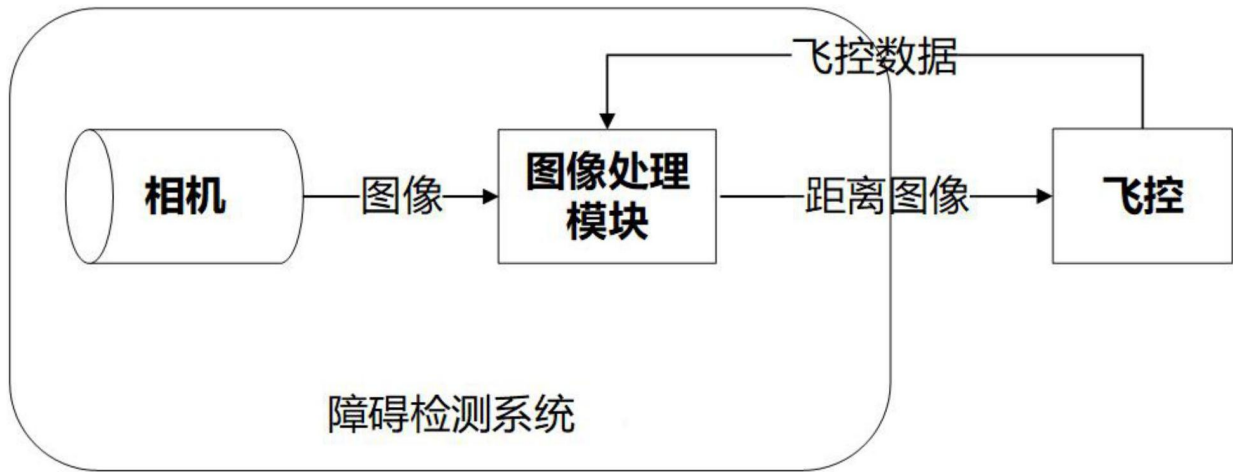 飞控数据
相机
图像
图像处理
模块
距离图像
飞控
障碍检测系统